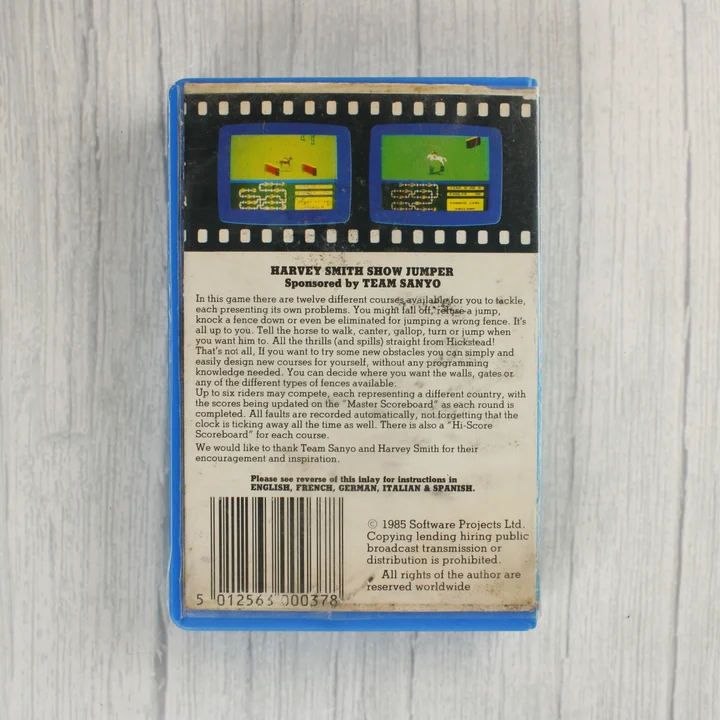 HARVEY SMITH SHOW JUMPER
Sponsored by TEAM SANYO
In this game there are twelve different courses available for you to tackle,
each presenting its own problems. You might fall off, refuse a jump,
knock a fence down or even be eliminated for jumping a wrong fence. It's
all up to you. Tell the horse to walk, canter, gallop, turn or jump when
you want him to. All the thrills (and spills) straight from Hickstead!
That's not all, If you want to try some new obstacles you can simply and
easily design new courses for yourself, without any programming
knowledge needed. You can decide where you want the walls, gates or
any of the different types of fences available.
Up to six riders may compete, each representing a different country, with
the scores being updated on the "Master Scoreboard" as each round is
completed. All faults are recorded automatically, not forgetting that the
clock is ticking away all the time as well. There is also a "Hi-Score
Scoreboard" for each course.
We would like to thank Team Sanyo and Harvey Smith for their
encouragement and inspiration.
Please see reverse of this inlay for instructions in
ENGLISH, FRENCH, GERMAN, ITALIAN & SPANISH.
© 1985 Software Projects Ltd.
Copying lending hiring public
broadcast transmission or
distribution is prohibited.
All rights of the author are
reserved worldwide
5 012563 000378